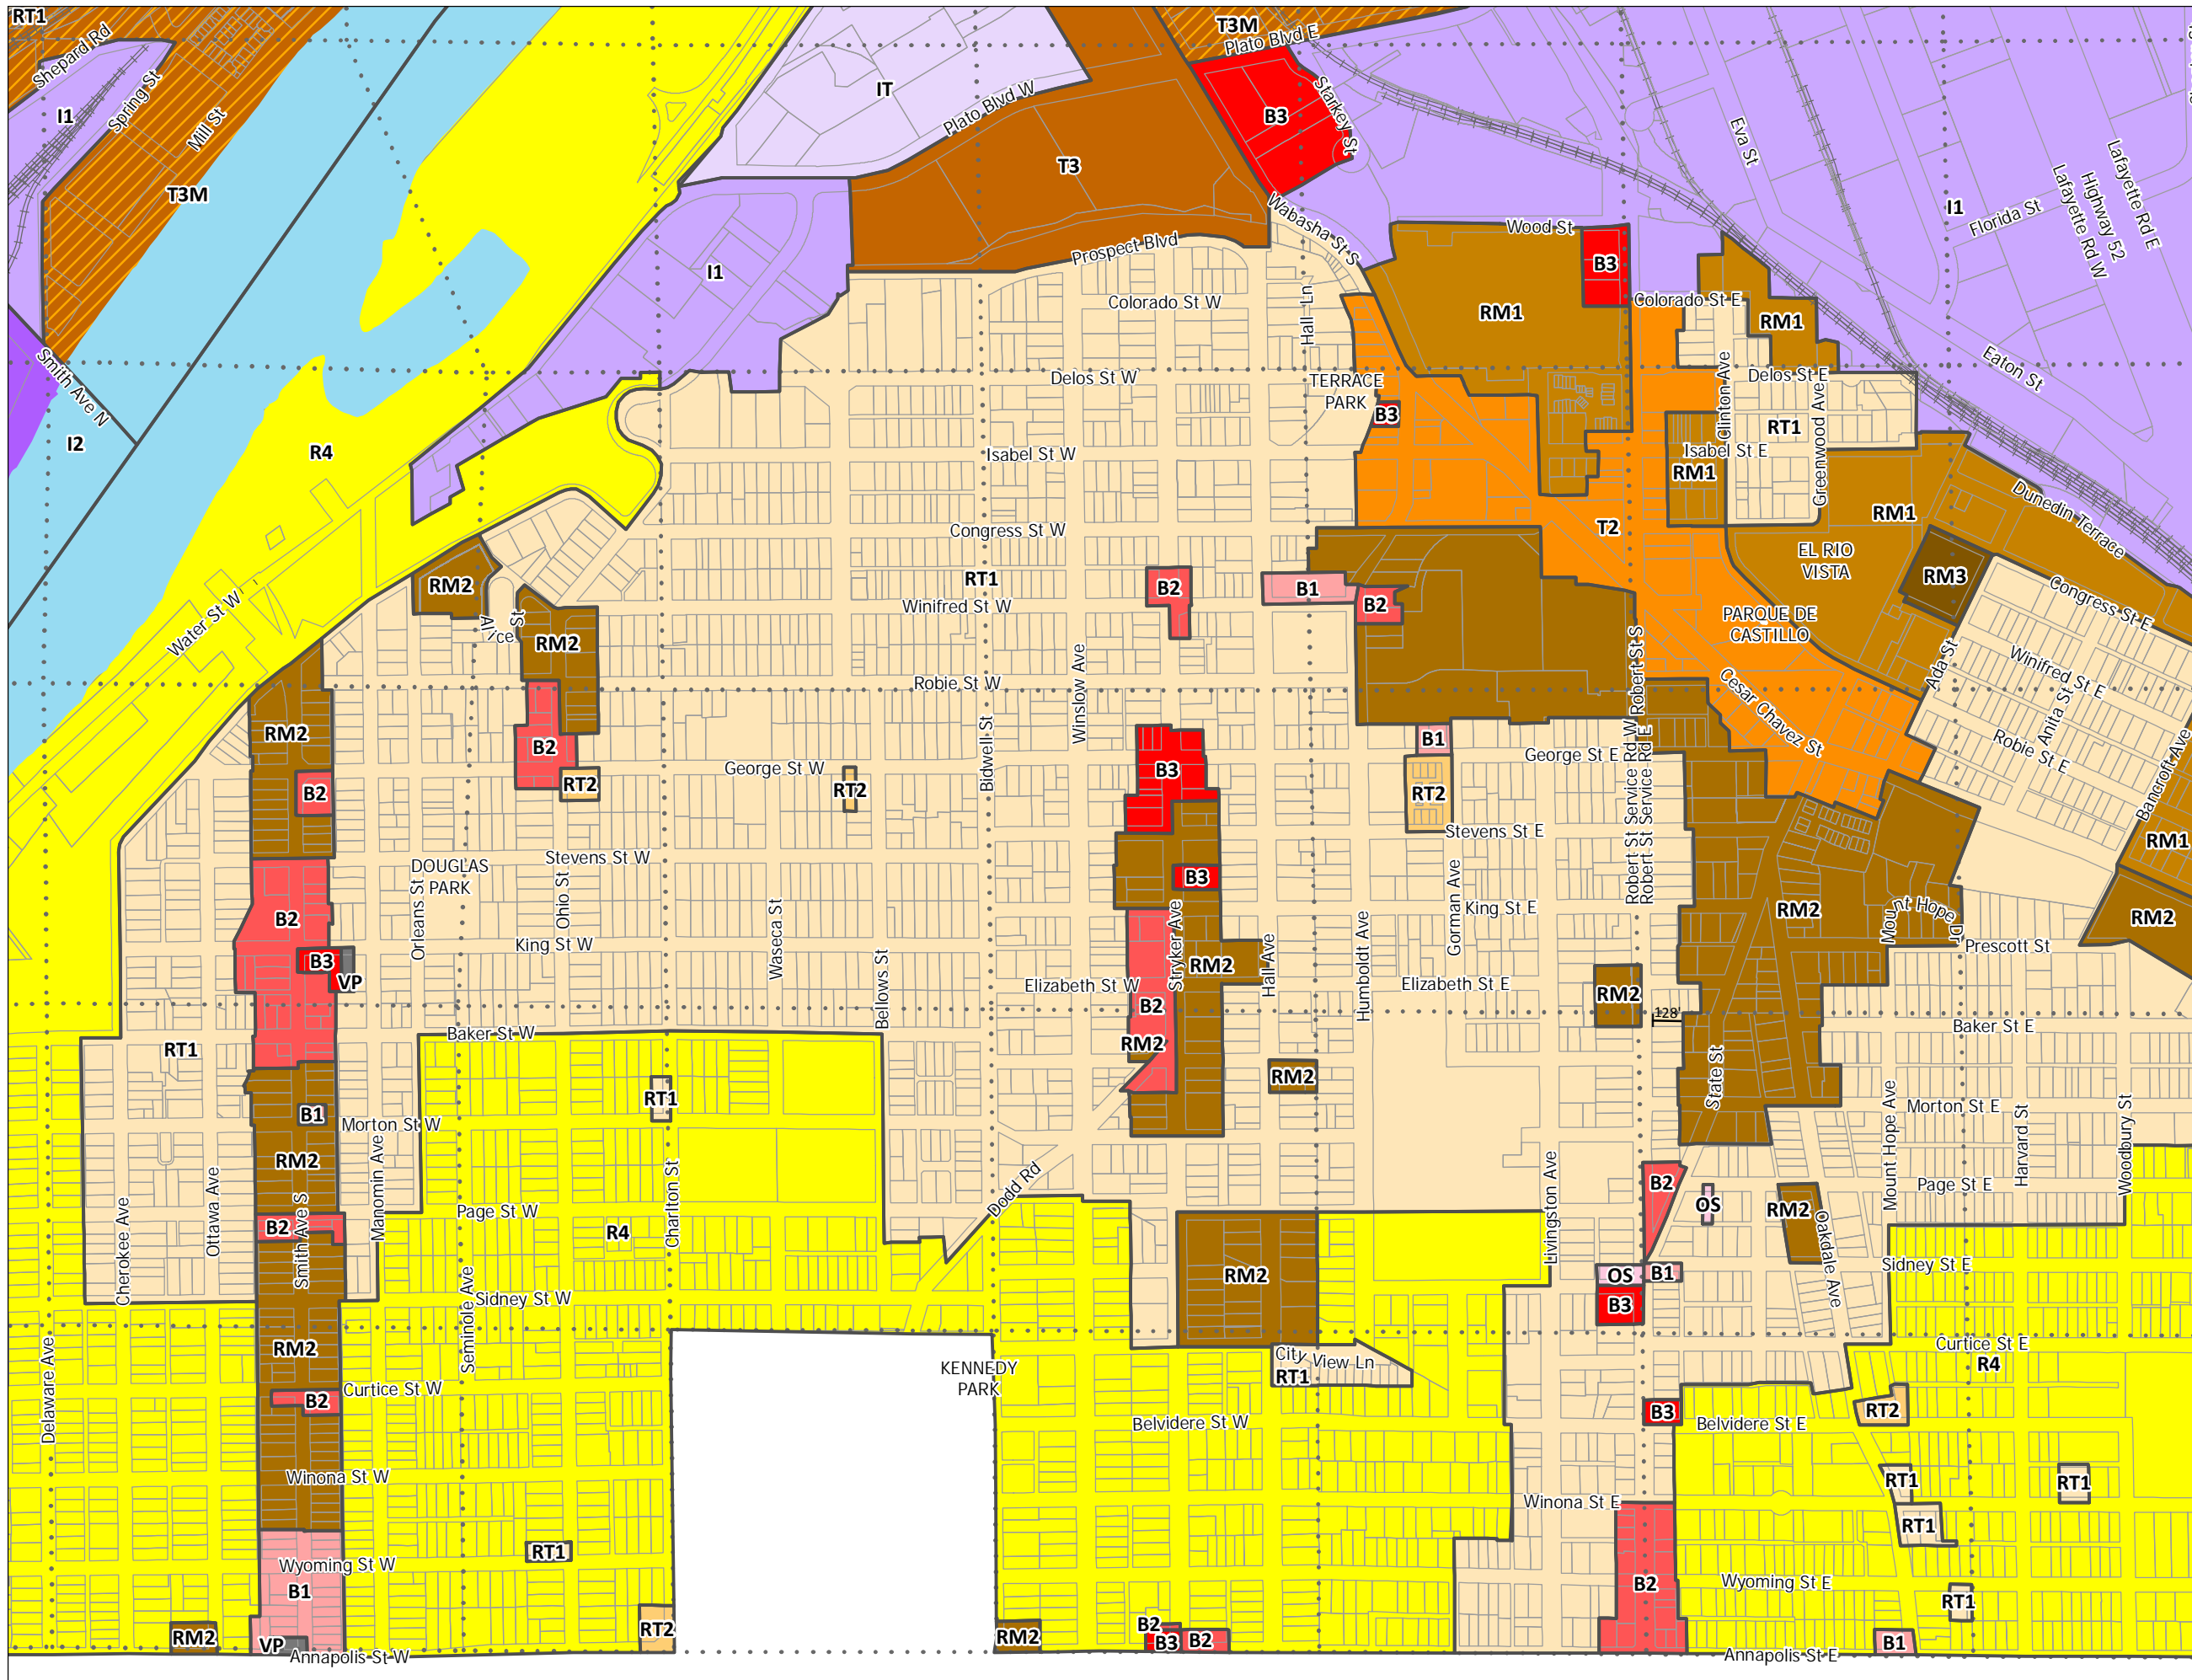 RT1
T3M
Plato Blvd E
Shepard Rd
IT
I1
Spring St
Mill St
Plato Blvd W
B3
Starkey St
Eva St
T3M
T3
Lafayette Rd E
Highway 52
Lafayette Rd W
I1
Florida St
Wabasha St S
Wood St
Prospect Blvd
I1
B3
Colorado St W
Hall Ln
RM1
Colorado St E
RM1
Smith Ave N
Eaton St
Delos St W
TERRACE
PARK
Clinton Ave
Delos St E
Greenwood Ave
B3
RT1
I2
R4
Isabel St W
Isabel St E
RM1
Congress St W
T2
RM1
Dunedin Terrace
EL RIO
VISTA
RM3
RM2
RT1
B2
B1
Winifred St W
B2
Congress St E
Water St W
PARQUE DE
CASTILLO
RM2
Winifred St E
Ada St
Anita St
Robie St W
Robert St S
Cesar Chavez St
Robie St E
Winslow Ave
Bidwell St
RM2
B2
B1
George St E
Bancroft Ave
George St W
B3
RT2
RT2
RT2
B2
Stevens St E
Robert St Service Rd W
Robert St Service Rd E
RM1
Stevens St W
DOUGLAS
PARK
B3
Orleans St
Ohio St
Gorman Ave
King St E
RM2
Mount Hope Dr
RM2
B2
King St W
Waseca St
Stryker Ave
Hall Ave
Humboldt Ave
Prescott St
B3
VP
Bellows St
RM2
Elizabeth St W
Elizabeth St E
RM2
B2
128'
Baker St W
Baker St E
RT1
RM2
RM2
RT1
State St
B1
Morton St W
Morton St E
Mount Hope Ave
Harvard St
Woodbury St
RM2
Manomin Ave
Charlton St
Dodd Rd
Livingston Ave
B2
Page St E
Cherokee Ave
Ottawa Ave
Smith Ave S
B2
Page St W
R4
OS
RM2
Oakdale Ave
RM2
OS
B1
Sidney St E
Seminole Ave
Sidney St W
B3
RM2
Curtice St E
R4
City View Ln
RT1
KENNEDY
PARK
Delaware Ave
Curtice St W
B2
Belvidere St W
B3
Belvidere St E
RT2
Winona St W
RT1
RT1
Winona St E
RT1
RT1
Wyoming St W
B1
B2
Wyoming St E
RT1
RM2
VP
RT2
RM2
B2
B3
B2
B1
Annapolis St W
Annapolis St E